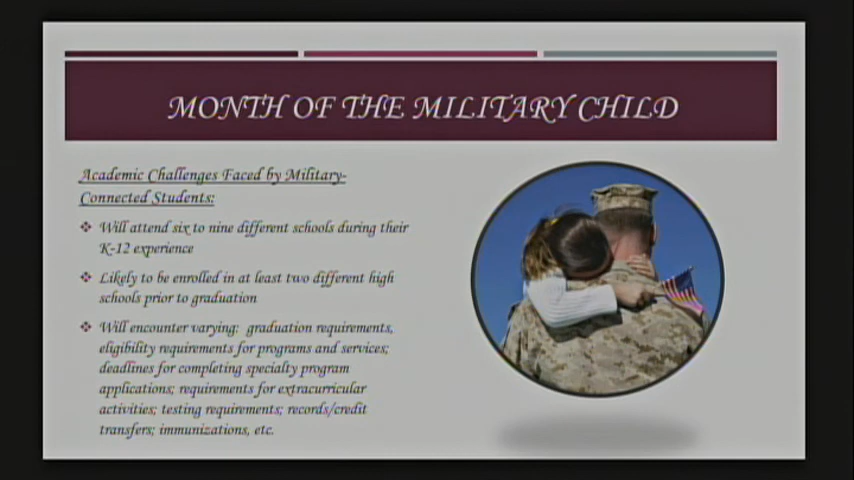 MONTH OF THE MILITARY CHILD
Academic Challenges Faced by Military-
Connected Students:
Will attend six to nine different schools during their
K-12 experience
Likely to be enrolled in at least two different high
schools prior to graduation
Will encounter varying: graduation requirements,
eligibility requirements for programs and services;
deadlines for completing specialty program
applications; requirements for extracurricular
activities; testing requirements; records/credit
transfers; immunizations, etc.